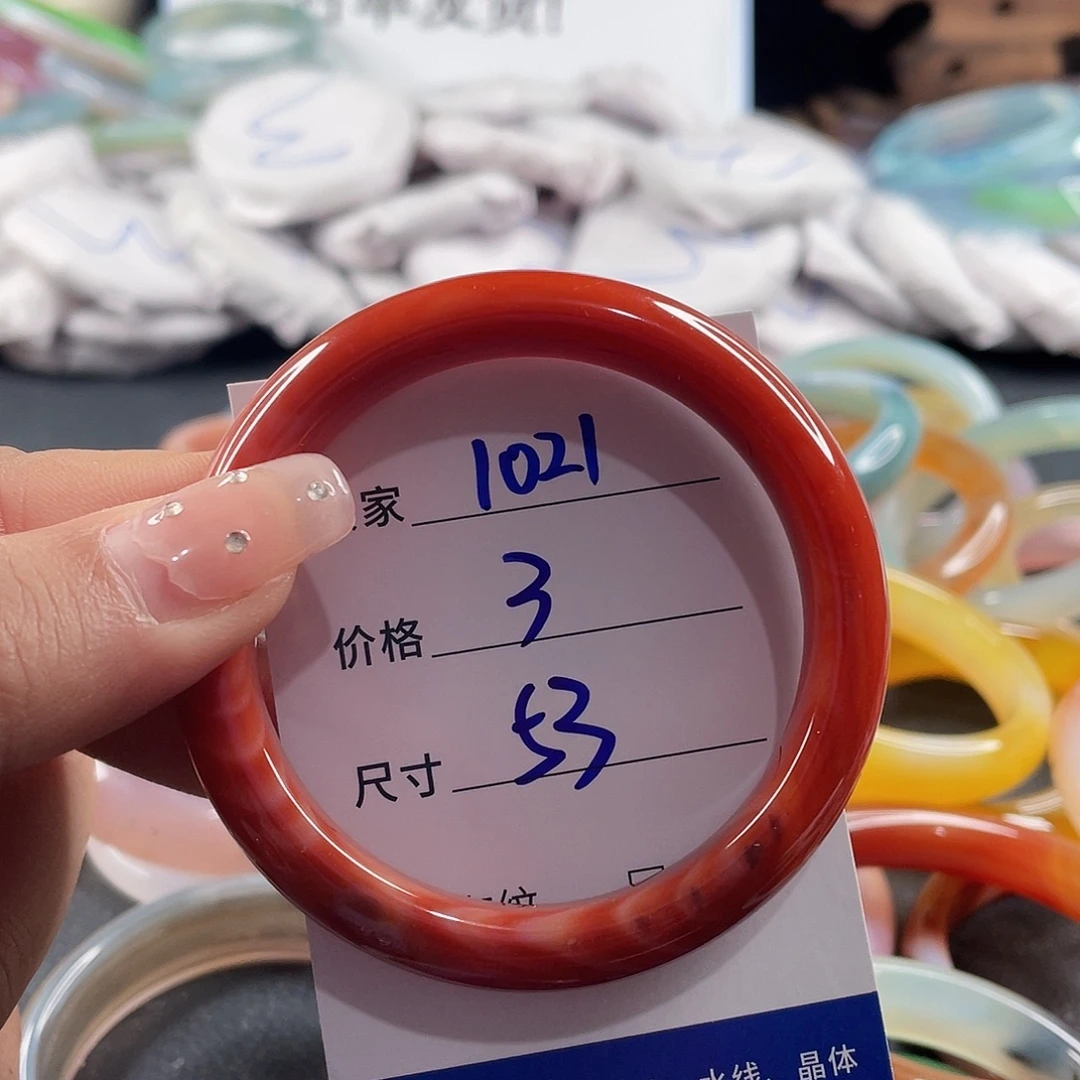 家 1021
价格 3
尺寸 53
水线、晶体